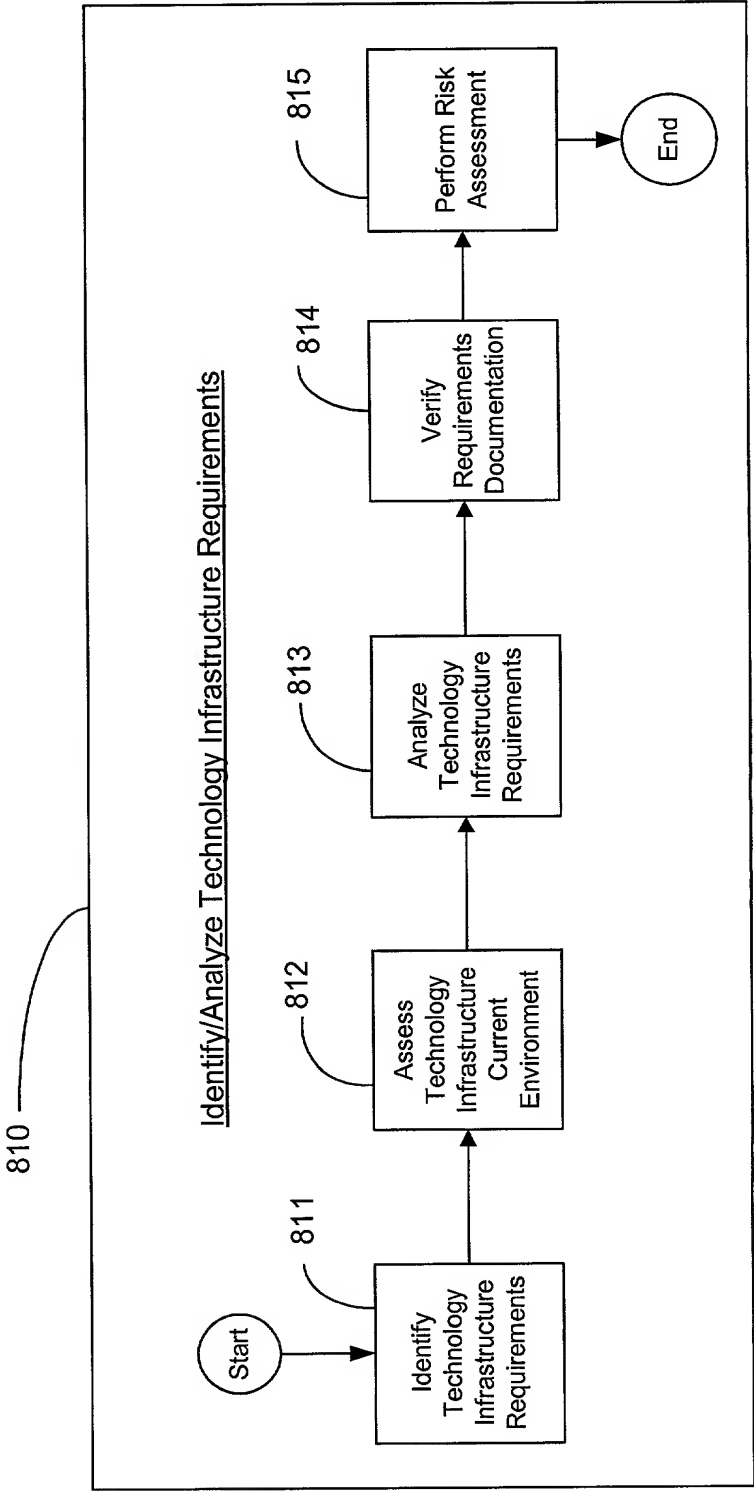 810
Identify/Analyze Technology Infrastructure Requirements
Start
811
Identify
Technology
Infrastructure
Requirements
812
Assess
Technology
Infrastructure
Current
Environment
813
Analyze
Technology
Infrastructure
Requirements
814
Verify
Requirements
Documentation
815
Perform Risk
Assessment
End